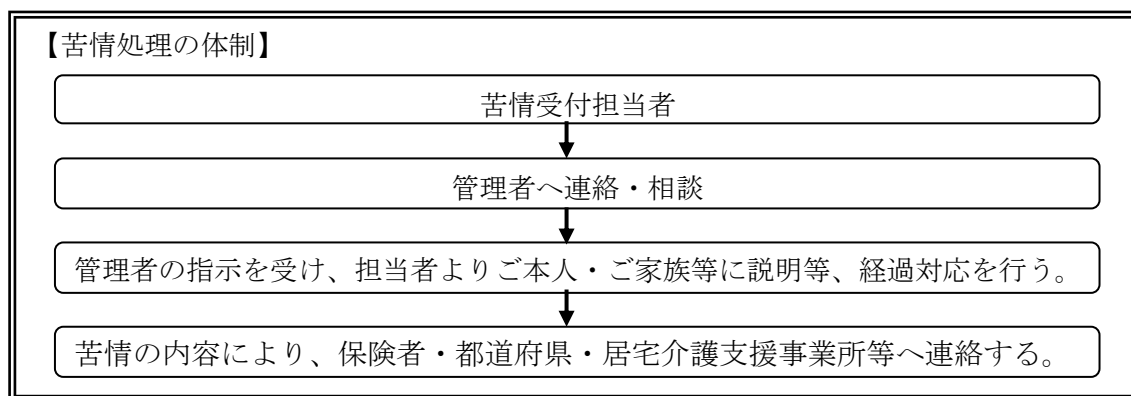 【苦情処理の体制】
苦情受付担当者
管理者へ連絡・相談
管理者の指示を受け、担当者よりご本人・ご家族等に説明等、経過対応を行う。
苦情の内容により、保険者・都道府県・居宅介護支援事業所等へ連絡する。